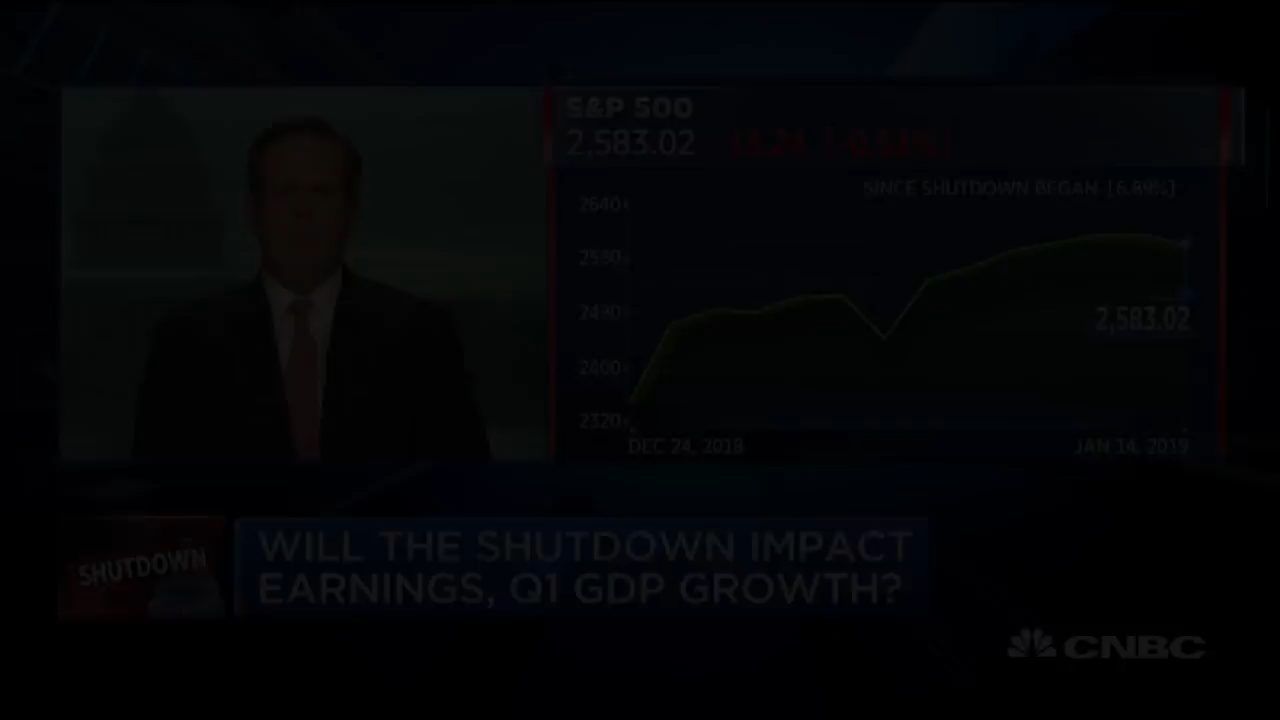 S&P 500
2,583.02
SINCE SHUTDOWN BEGAN [6.89%]
2640
2560
2480
2,583.02
2400
2320
DEC 24, 2018
JAN 14, 2019
SHUTDOWN
WILL THE SHUTDOWN IMPACT
EARNINGS, Q1 GDP GROWTH?
CNBC